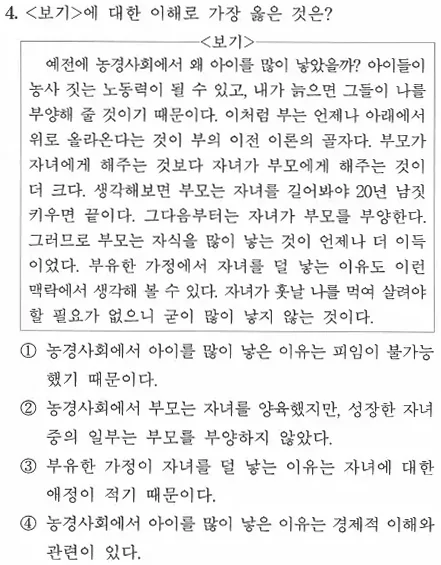 4. <보기>에 대한 이해로 가장 옳은 것은?
<보기>
예전에 농경사회에서 왜 아이를 많이 낳았을까? 아이들이
농사 짓는 노동력이 될 수 있고, 내가 늙으면 그들이 나를
부양해 줄 것이기 때문이다. 이처럼 부는 언제나 아래에서
위로 올라온다는 것이 부의 이전 이론의 골자다. 부모가
자녀에게 해주는 것보다 자녀가 부모에게 해주는 것이
더 크다. 생각해보면 부모는 자녀를 길어봐야 20년 남짓
키우면 끝이다. 그다음부터는 자녀가 부모를 부양한다.
그러므로 부모는 자식을 많이 낳는 것이 언제나 더 이득
이었다. 부유한 가정에서 자녀를 덜 낳는 이유도 이런
맥락에서 생각해 볼 수 있다. 자녀가 훗날 나를 먹여 살려야
할 필요가 없으니 굳이 많이 낳지 않는 것이다.
① 농경사회에서 아이를 많이 낳은 이유는 피임이 불가능
했기 때문이다.
② 농경사회에서 부모는 자녀를 양육했지만, 성장한 자녀
중의 일부는 부모를 부양하지 않았다.
③ 부유한 가정이 자녀를 덜 낳는 이유는 자녀에 대한
애정이 적기 때문이다.
④ 농경사회에서 아이를 많이 낳은 이유는 경제적 이해와
관련이 있다.